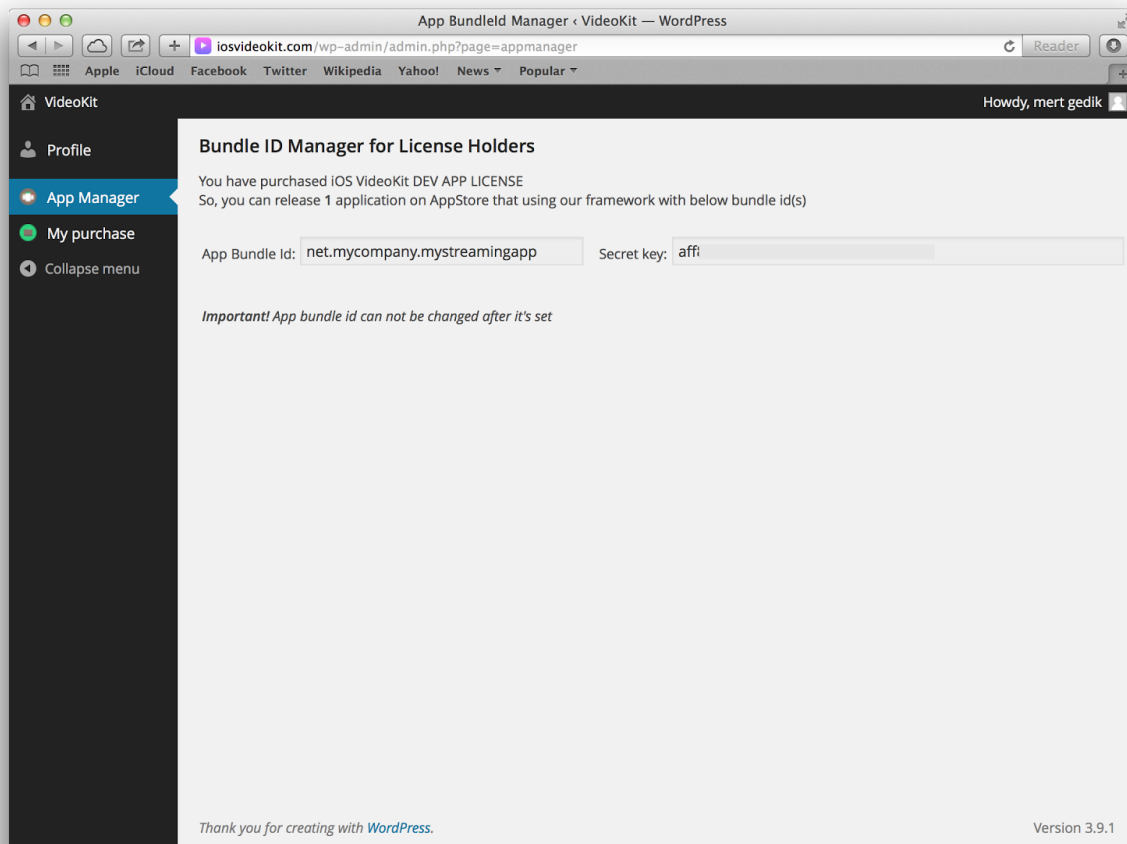 App BundleId Manager ‹ VideoKit — WordPress
iosvideokit.com/wp-admin/admin.php?page=appmanager
Reader
Apple iCloud Facebook Twitter Wikipedia Yahoo! News Popular
VideoKit
Howdy, mert gedik
Profile
App Manager
My purchase
Collapse menu
Bundle ID Manager for License Holders
You have purchased iOS VideoKit DEV APP LICENSE
So, you can release 1 application on AppStore that using our framework with below bundle id(s)
App Bundle Id: net.mycompany.mystreamingapp Secret key: aff
Important! App bundle id can not be changed after it's set
Thank you for creating with WordPress.
Version 3.9.1